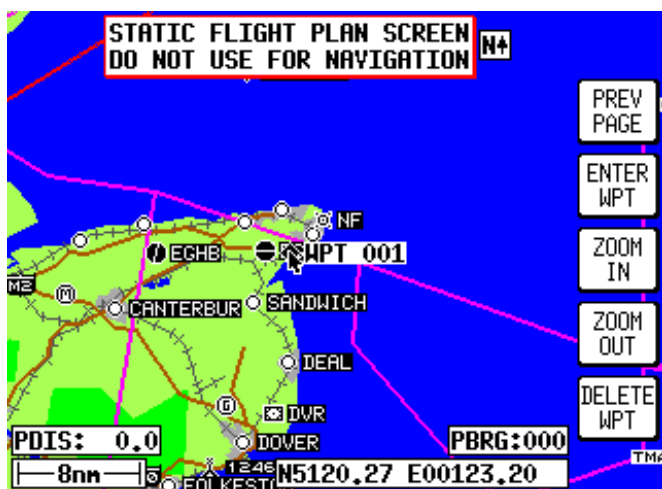 STATIC FLIGHT PLAN SCREEN
DO NOT USE FOR NAVIGATION
N
PREV
PAGE
ENTER
WPT
ZOOM
IN
ZOOM
OUT
DELETE
WPT
NF
EGHB
WPT 001
M2
M
CANTERBUR
SANDWICH
DEAL
G
DVR
DOVER
PDIS: 0.0
PBRG:000
TMA
8nm
1246
N5120.27 E00123.20